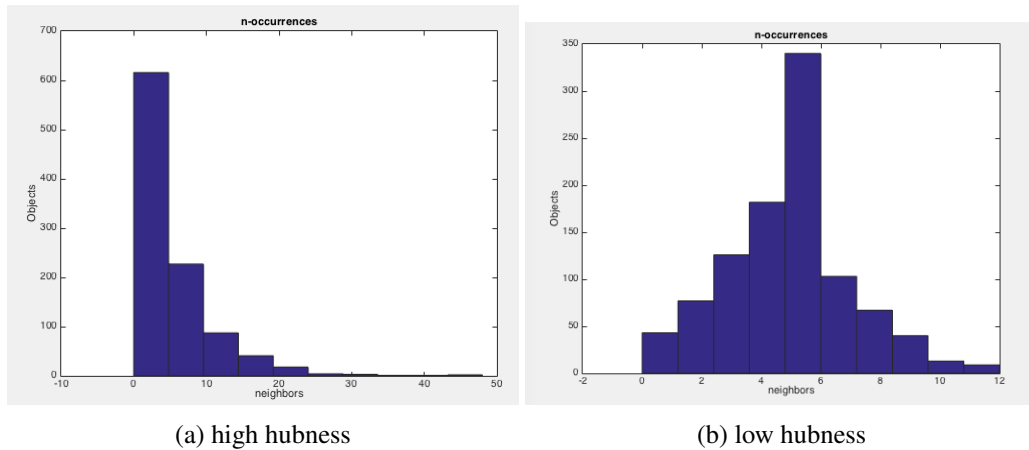 n-occurrences
700
600
500
400
300
200
100
0
Objects
-10 0 10 20 30 40 50
neighbors
(a) high hubness
n-occurrences
350
300
250
200
150
100
50
0
Objects
-2 0 2 4 6 8 10 12
neighbors
(b) low hubness